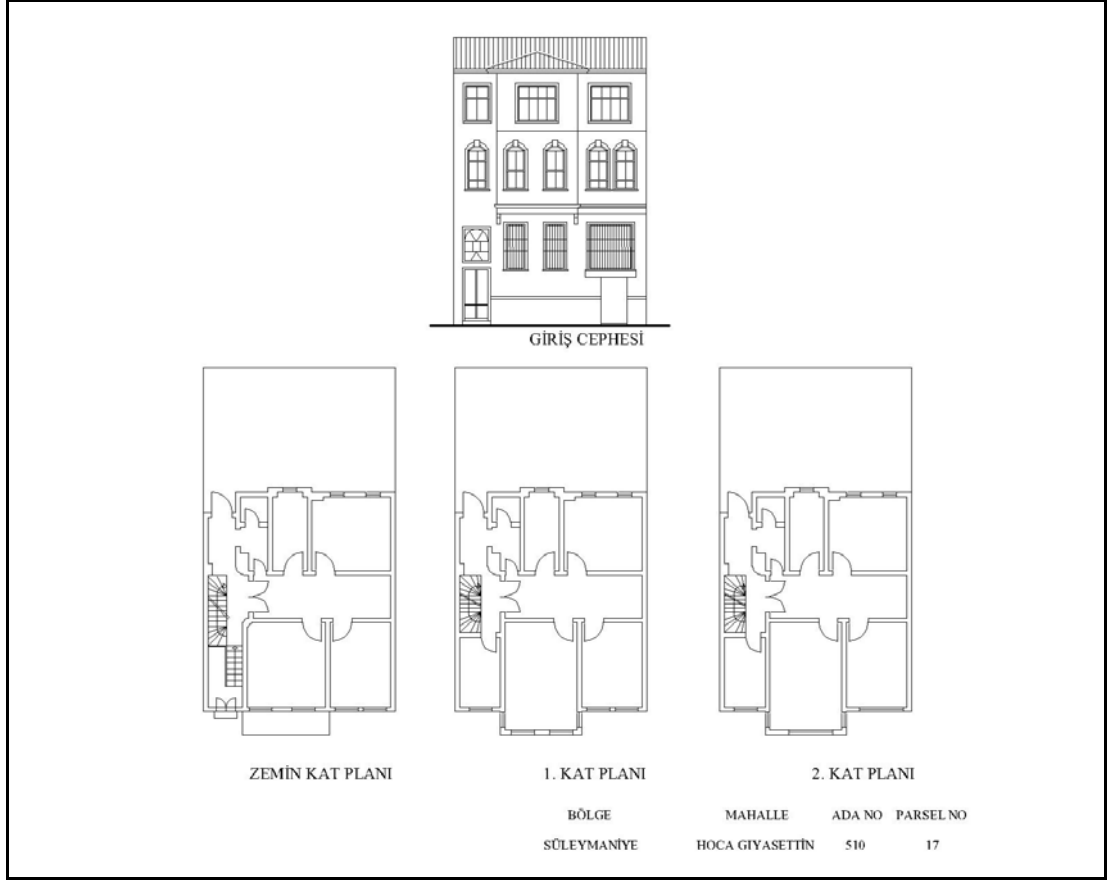 GİRİŞ CEPHESİ
ZEMİN KAT PLANI 1. KAT PLANI 2. KAT PLANI
BÖLGE MAHALLE ADA NO PARSEL NO
SÜLEYMANİYE HOCA GIYASETTİN 510 17